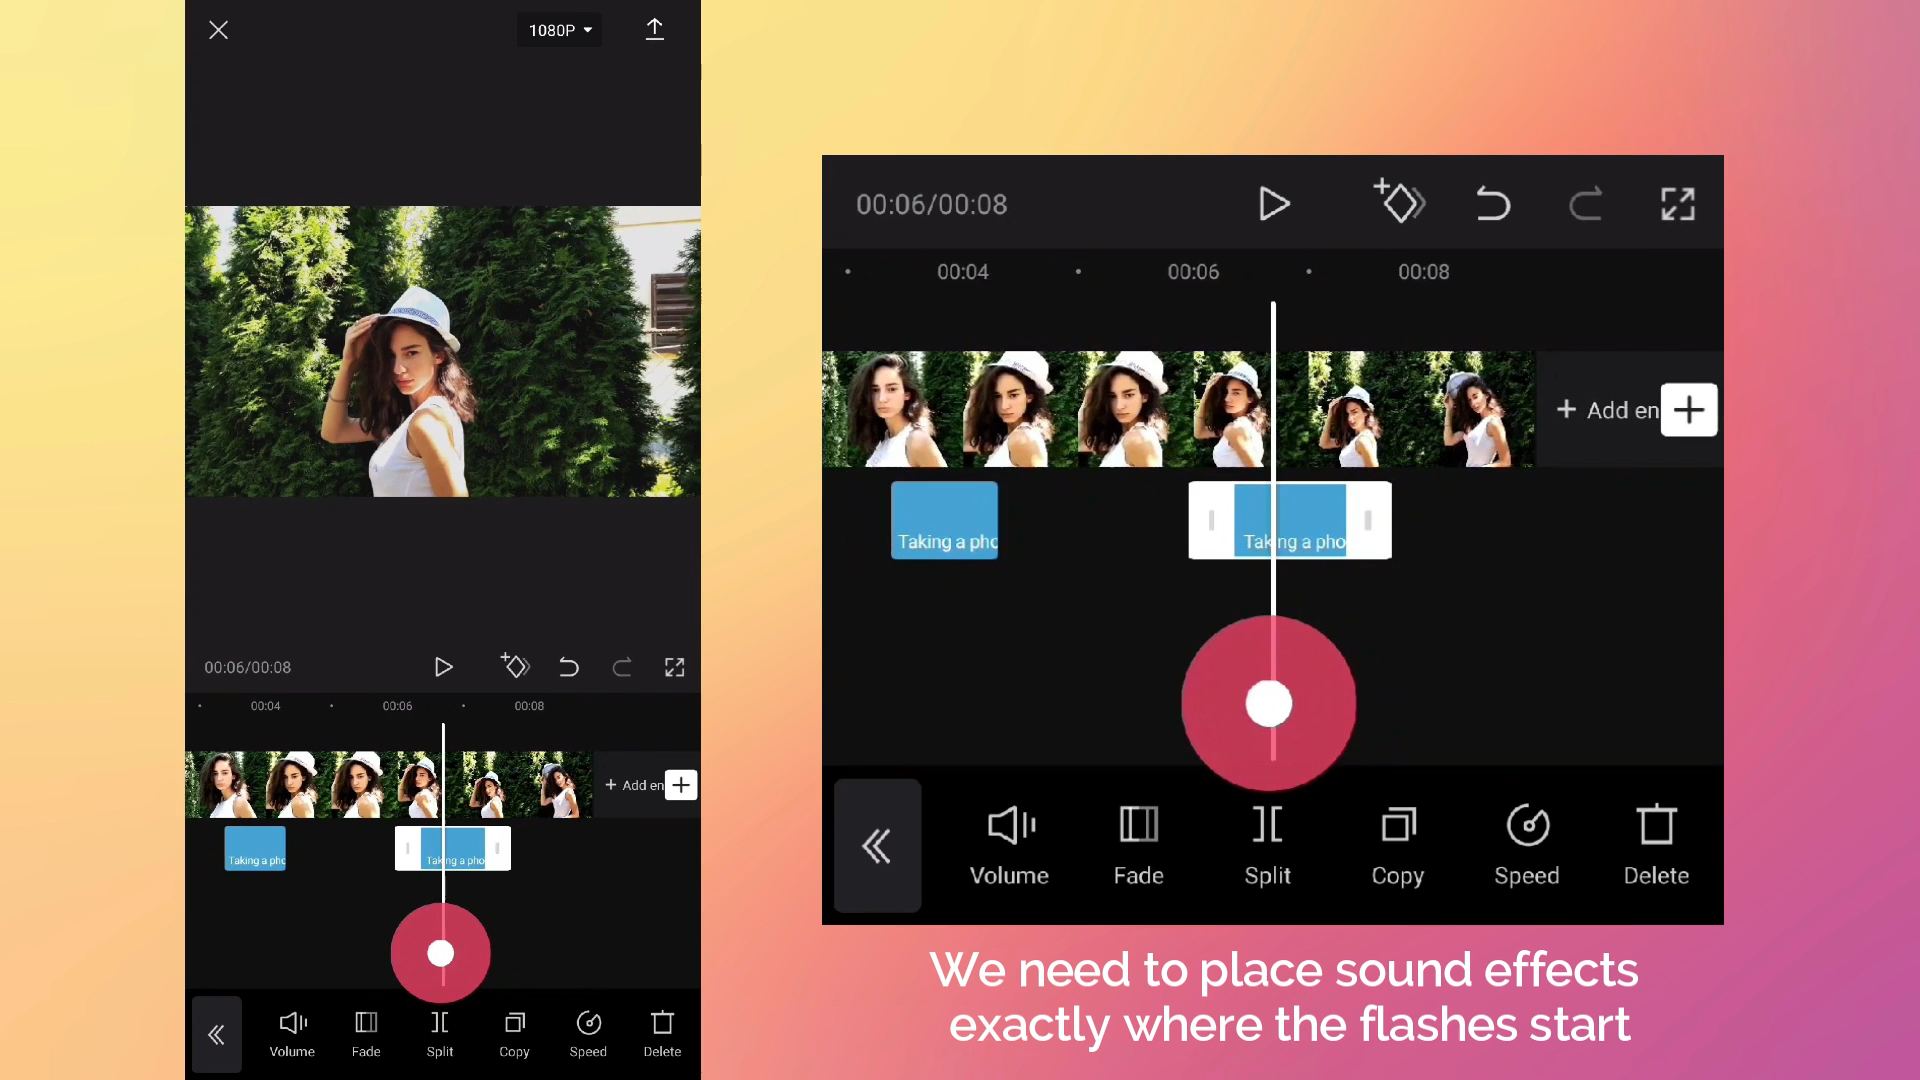 1080P
00:06/00:08
00:04
00:06
00:08
+ Add en
Taking a pho
Taking a pho
Volume
Fade
Split
Copy
Speed
Delete
00:06/00:08
00:04
00:06
00:08
+ Add en
Taking a pho
Taking a pho
Volume
Fade
Split
Copy
Speed
Delete
We need to place sound effects
exactly where the flashes start